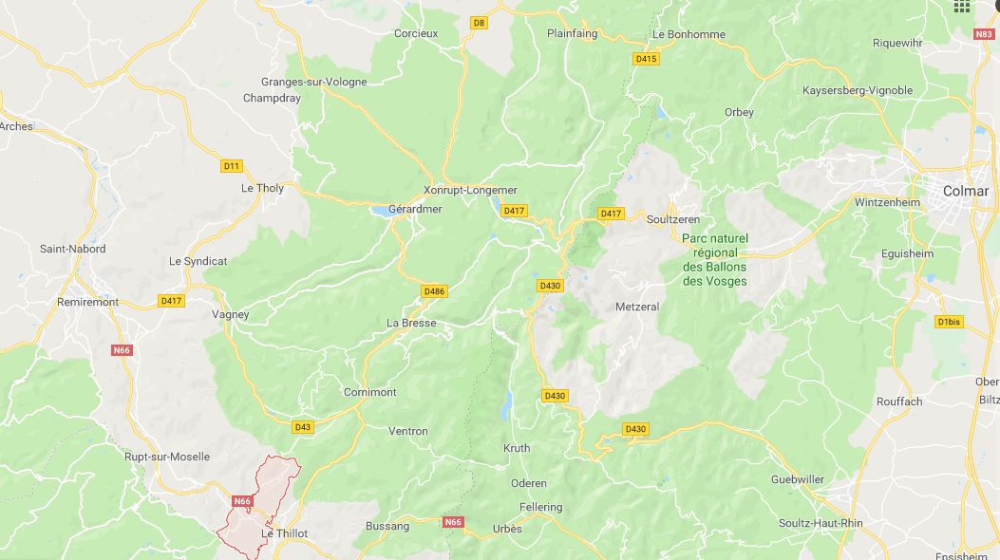 D8
Corcieux
Plainfaing
Le Bonhomme
N83
Riquewihr
D415
Granges-sur-Vologne
Champdray
Kaysersberg-Vignoble
Orbey
Arches
D11
Le Tholy
Xonrupt-Longemer
Colmar
Gérardmer
D417
D417
Soultzeren
Wintzenheim
Parc naturel
régional
des Ballons
des Vosges
Saint-Nabord
Le Syndicat
Eguisheim
D486
D430
Remiremont
D417
Vagney
Metzeral
La Bresse
D1bis
N66
Cornimont
D430
Ober
Biltz
Rouffach
D43
Ventron
D430
Kruth
Rupt-sur-Moselle
Oderen
Guebwiller
N66
Fellering
Bussang
N66
Urbès
Soultz-Haut-Rhin
Le Thillot
Ensisheim